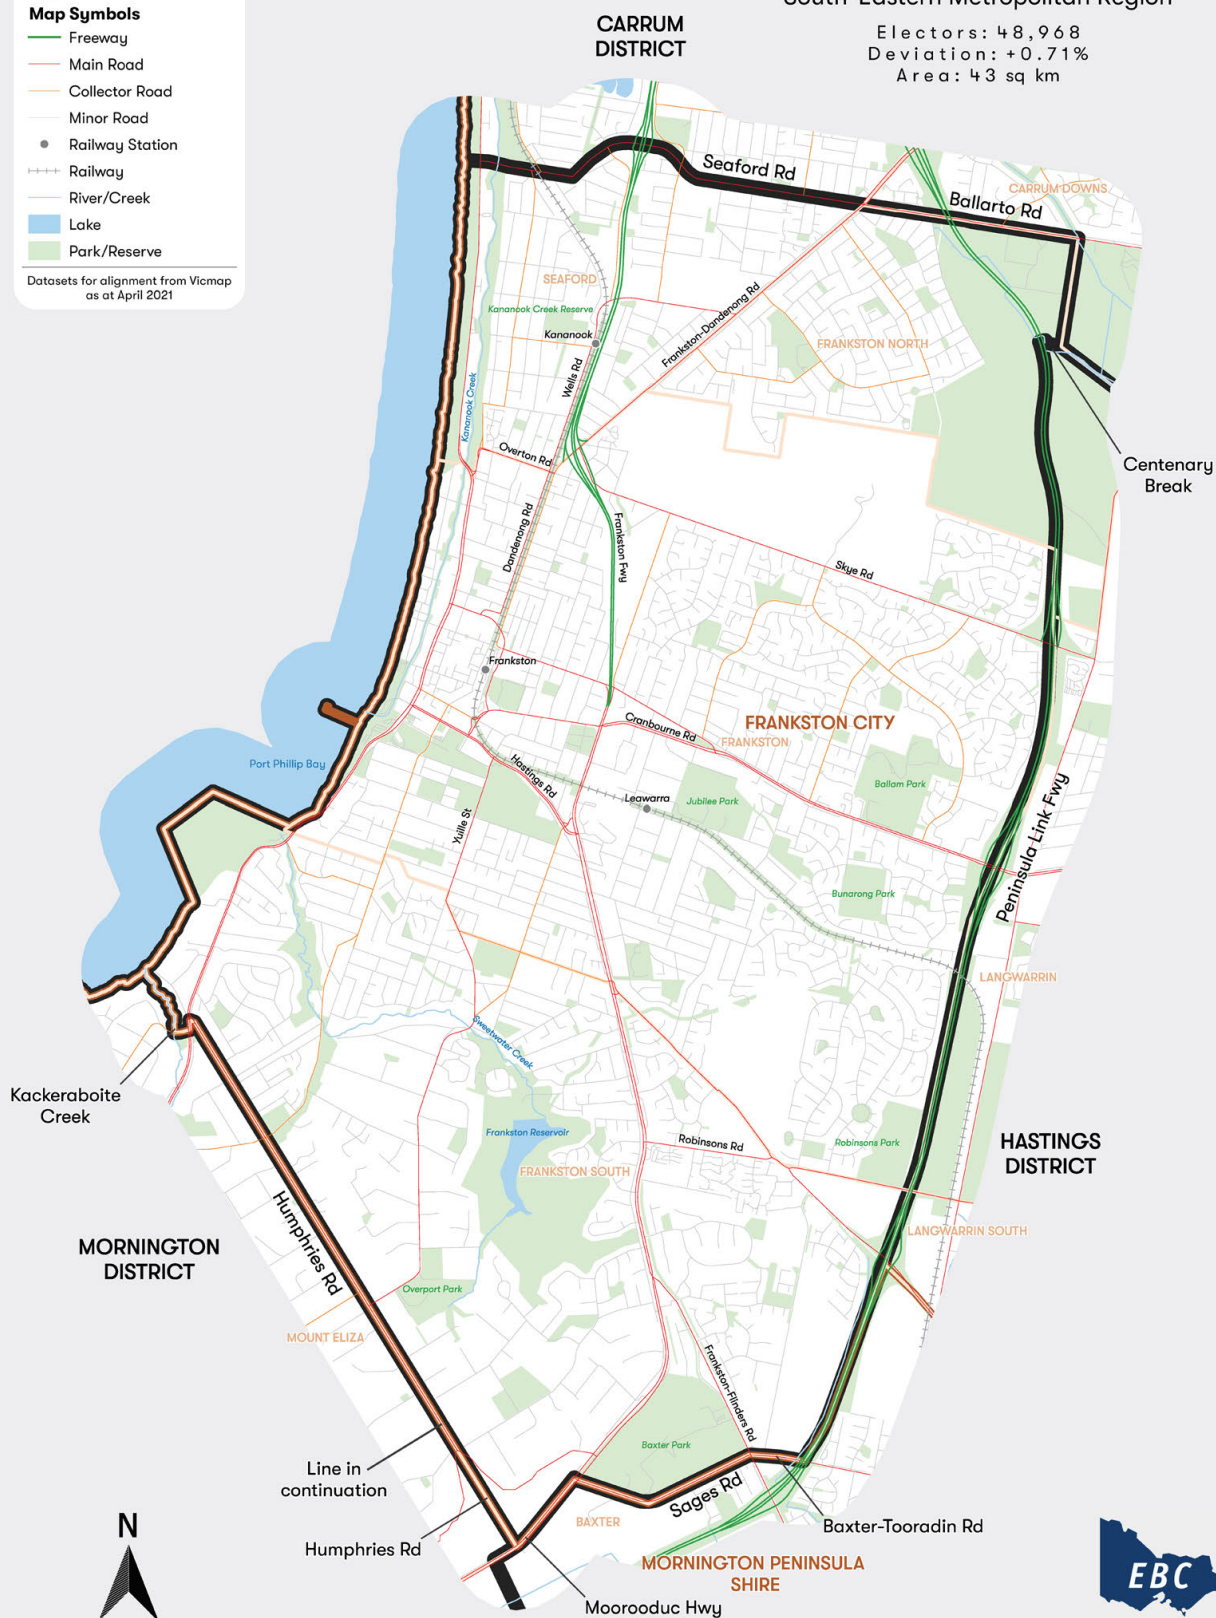 South-Eastern Metropolitan Region
Electors: 48,968
Deviation: +0.71%
Area: 43 sq km
Map Symbols
Freeway
Main Road
Collector Road
Minor Road
Railway Station
Railway
River/Creek
Lake
Park/Reserve
Datasets for alignment from Vicmap
as at April 2021
CARRUM
DISTRICT
Seaford Rd
Ballarto Rd
CARRUM DOWNS
SEAFORD
Kananook Creek Reserve
Kananook
Frankston-Dandenong Rd
FRANKSTON NORTH
Wells Rd
Kananook Creek
Overton Rd
Centenary
Break
Dandenong Rd
Frankston Fwy
Skye Rd
Frankston
Cranbourne Rd
FRANKSTON CITY
FRANKSTON
Port Phillip Bay
Hastings Rd
Leawarra
Jubilee Park
Ballam Park
Yuille St
Peninsula Link Fwy
Bunarong Park
LANGWARRIN
Sweetwater Creek
Kackeraboite
Creek
Frankston Reservoir
Robinsons Rd
Robinsons Park
HASTINGS
DISTRICT
FRANKSTON SOUTH
LANGWARRIN SOUTH
Humphries Rd
MORNINGTON
DISTRICT
Overport Park
MOUNT ELIZA
Frankston-Flinders Rd
Baxter Park
Line in
continuation
Sages Rd
BAXTER
Baxter-Tooradin Rd
Humphries Rd
MORNINGTON PENINSULA
SHIRE
Moorooduc Hwy
N
EBC